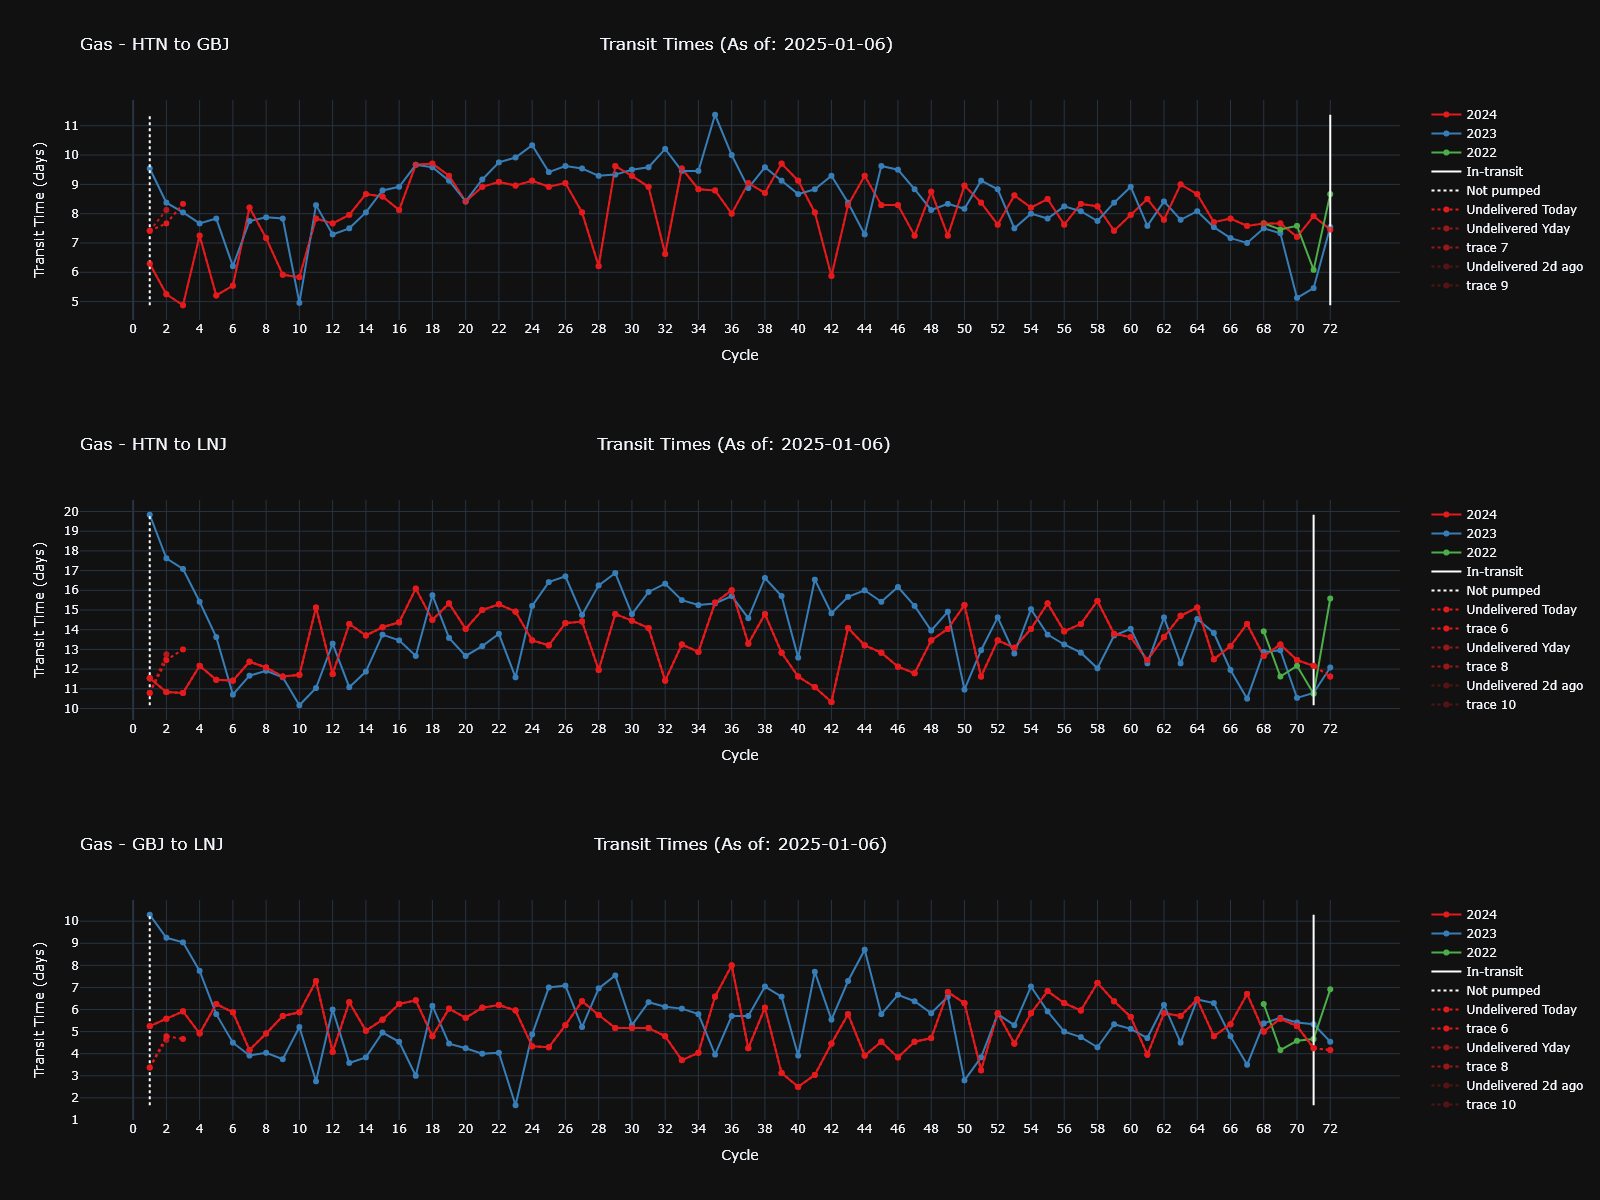 Gas - HTN to GBJ
Transit Times (As of: 2025-01-06)
Transit Time (days)
11
10
9
8
7
6
5
0 2 4 6 8 10 12 14 16 18 20 22 24 26 28 30 32 34 36 38 40 42 44 46 48 50 52 54 56 58 60 62 64 66 68 70 72
Cycle
2024
2023
2022
In-transit
Not pumped
Undelivered Today
Undelivered Yday
trace 7
Undelivered 2d ago
trace 9
Gas - HTN to LNJ
Transit Times (As of: 2025-01-06)
Transit Time (days)
20
19
18
17
16
15
14
13
12
11
10
0 2 4 6 8 10 12 14 16 18 20 22 24 26 28 30 32 34 36 38 40 42 44 46 48 50 52 54 56 58 60 62 64 66 68 70 72
Cycle
2024
2023
2022
In-transit
Not pumped
Undelivered Today
trace 6
Undelivered Yday
trace 8
Undelivered 2d ago
trace 10
Gas - GBJ to LNJ
Transit Times (As of: 2025-01-06)
Transit Time (days)
10
9
8
7
6
5
4
3
2
1
0 2 4 6 8 10 12 14 16 18 20 22 24 26 28 30 32 34 36 38 40 42 44 46 48 50 52 54 56 58 60 62 64 66 68 70 72
Cycle
2024
2023
2022
In-transit
Not pumped
Undelivered Today
trace 6
Undelivered Yday
trace 8
Undelivered 2d ago
trace 10